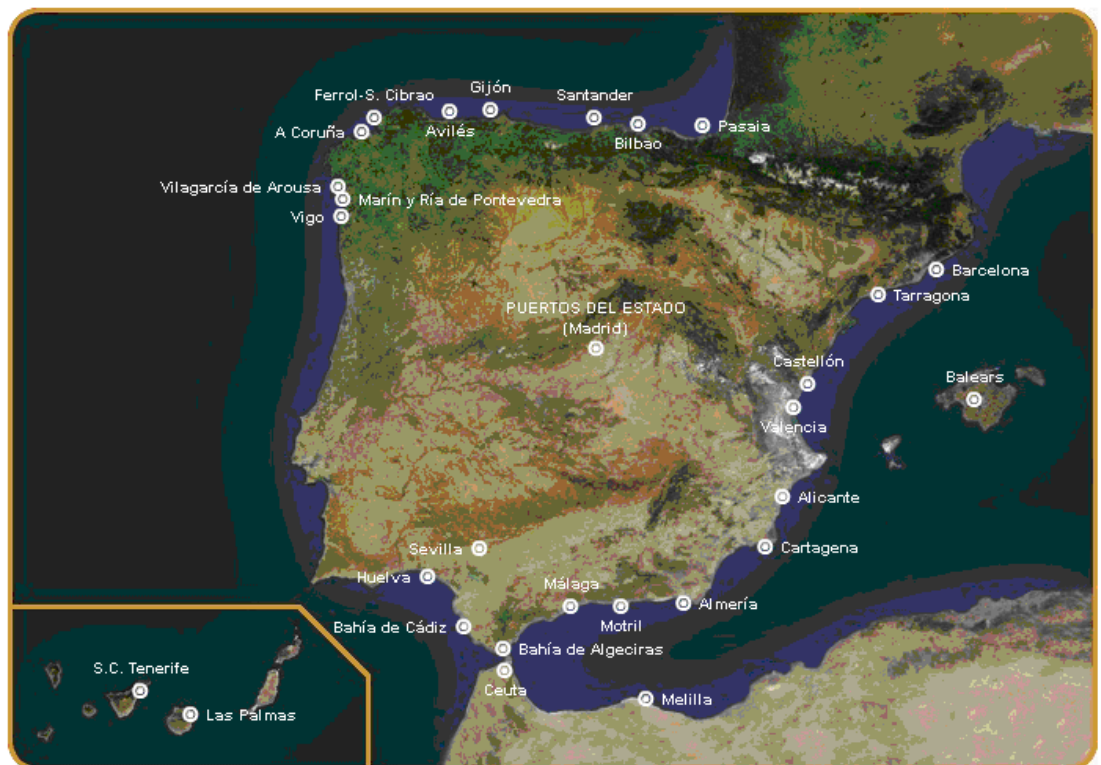 Gijón
Ferrol-S. Cibrao
Santander
A Coruña
Avilés
Bilbao
Pasaia
Vilagarcía de Arousa
Marín y Ría de Pontevedra
Vigo
Barcelona
Tarragona
PUERTOS DEL ESTADO
(Madrid)
Castellón
Balears
Valencia
Alicante
Sevilla
Cartagena
Huelva
Málaga
Almería
Bahía de Cádiz
Motril
Bahía de Algeciras
S.C. Tenerife
Ceuta
Melilla
Las Palmas